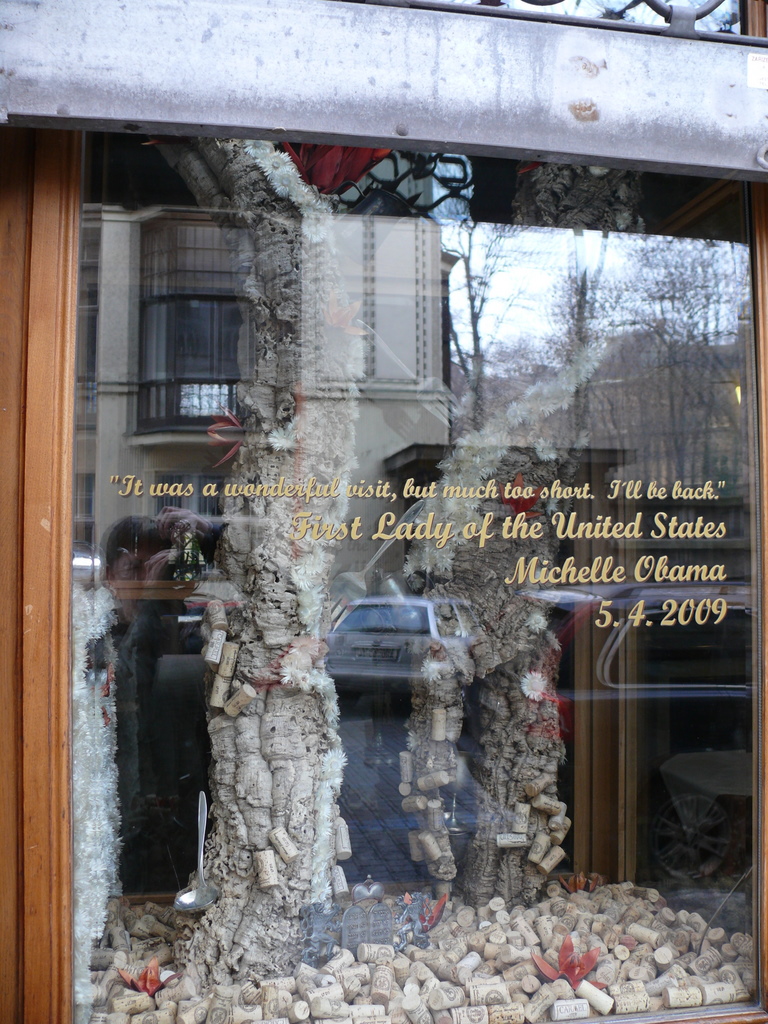 "It was a wonderful visit, but much too short. I'll be back."
First Lady of the United States
Michelle Obama
5. 4. 2009